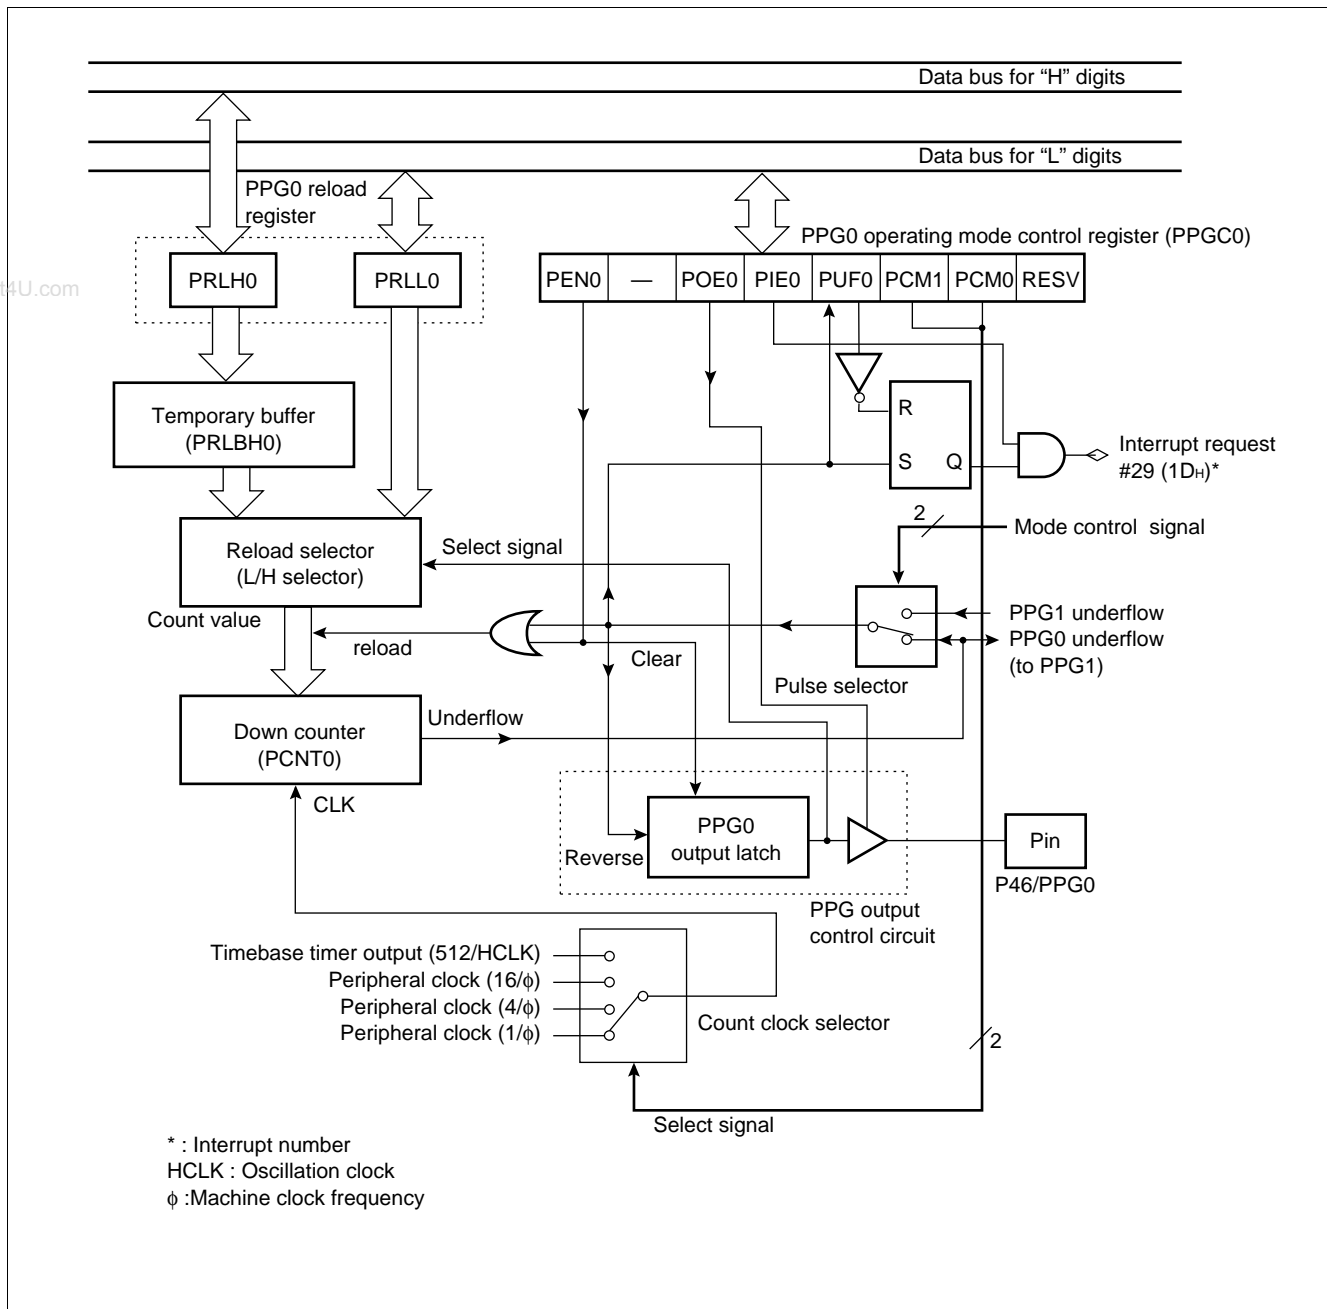 Data bus for “H” digits
Data bus for “L” digits
PPG0 reload
register
PPG0 operating mode control register (PPGC0)
PRLH0
PRLL0
PEN0
—
POE0
PIE0
PUF0
PCM1
PCM0
RESV
t4U.com
Temporary buffer
(PRLBH0)
R
S
Q
Interrupt request
#29 (1DH)*
2
Mode control signal
Reload selector
(L/H selector)
Select signal
Count value
reload
Clear
PPG1 underflow
PPG0 underflow
(to PPG1)
Pulse selector
Down counter
(PCNT0)
Underflow
CLK
PPG0
output latch
Reverse
Pin
P46/PPG0
PPG output
control circuit
Timebase timer output (512/HCLK)
Peripheral clock (16/ϕ)
Peripheral clock (4/ϕ)
Peripheral clock (1/ϕ)
Count clock selector
2
Select signal
* : Interrupt number
HCLK : Oscillation clock
ϕ :Machine clock frequency